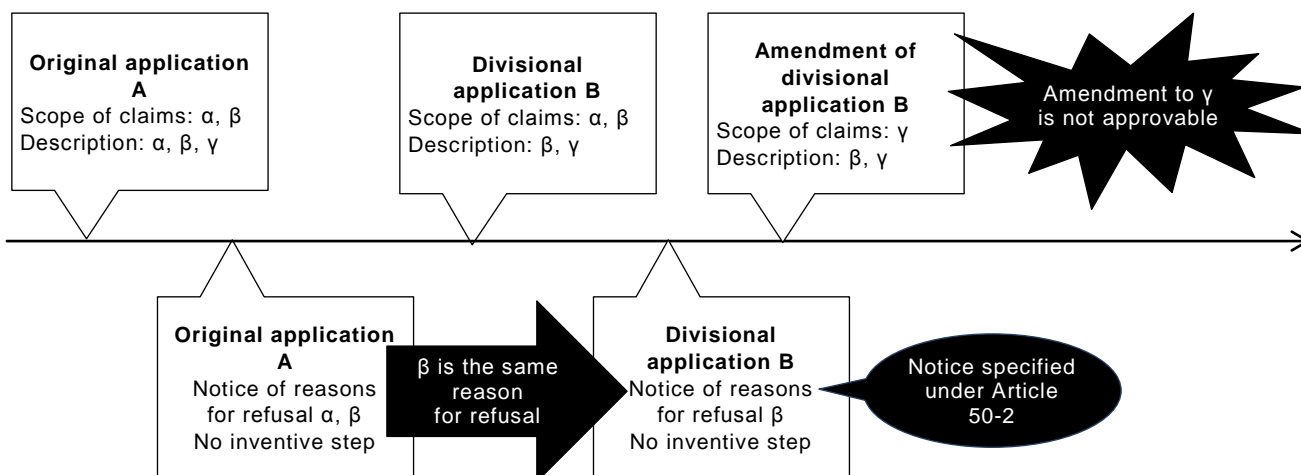 Original application
A
Scope of claims: α, β
Description: α, β, γ
Divisional
application B
Scope of claims: α, β
Description: β, γ
Amendment of
divisional
application B
Scope of claims: γ
Description: β, γ
Amendment to γ
is not approvable
Original application
A
Notice of reasons
for refusal α, β
No inventive step
β is the same
reason
for refusal
Divisional
application B
Notice of reasons
for refusal β
No inventive step
Notice specified
under Article
50-2